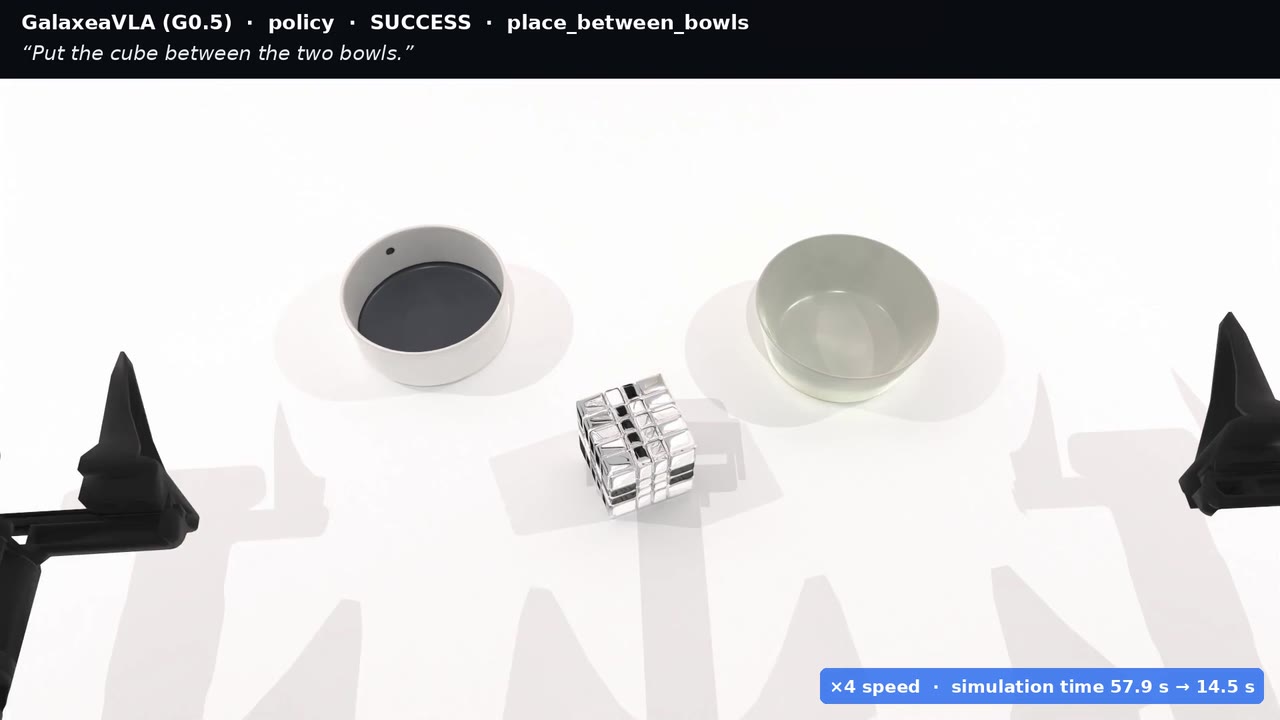 GalaxeaVLA (G0.5)  ·  policy  ·  SUCCESS  ·  place_between_bowls
“Put the cube between the two bowls.”
×4 speed  ·  simulation time 57.9 s → 14.5 s